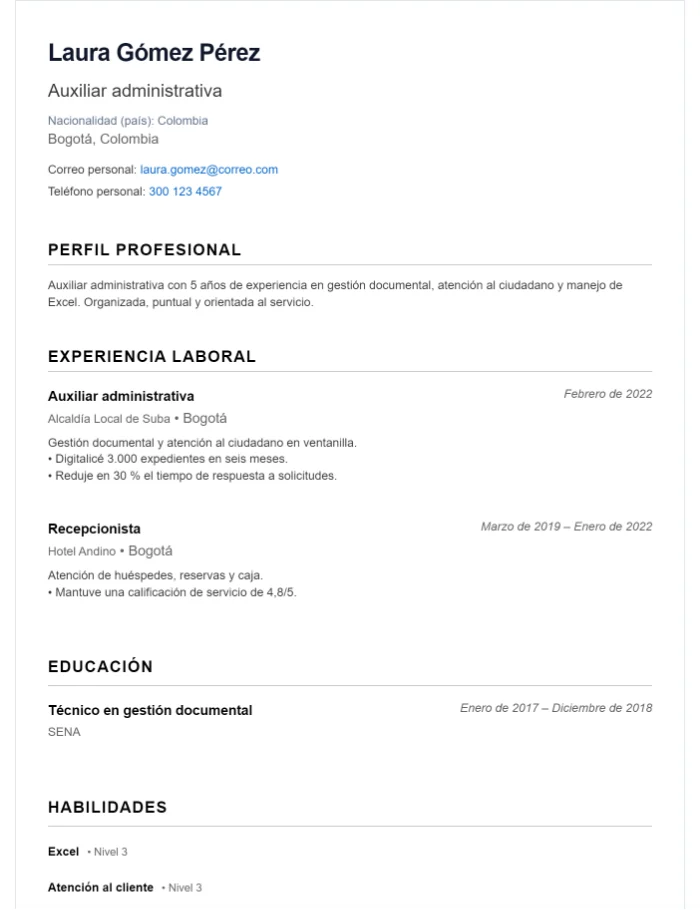 Laura Gómez Pérez
Auxiliar administrativa
Nacionalidad (país): Colombia
Bogotá, Colombia
Correo personal: laura.gomez@correo.com
Teléfono personal: 300 123 4567
PERFIL PROFESIONAL
Auxiliar administrativa con 5 años de experiencia en gestión documental, atención al ciudadano y manejo de
Excel. Organizada, puntual y orientada al servicio.
EXPERIENCIA LABORAL
Auxiliar administrativa Febrero de 2022
Alcaldía Local de Suba • Bogotá
Gestión documental y atención al ciudadano en ventanilla.
• Digitalicé 3.000 expedientes en seis meses.
• Reduje en 30 % el tiempo de respuesta a solicitudes.
Recepcionista Marzo de 2019 – Enero de 2022
Hotel Andino • Bogotá
Atención de huéspedes, reservas y caja.
• Mantuve una calificación de servicio de 4,8/5.
EDUCACIÓN
Técnico en gestión documental Enero de 2017 – Diciembre de 2018
SENA
HABILIDADES
Excel • Nivel 3
Atención al cliente • Nivel 3